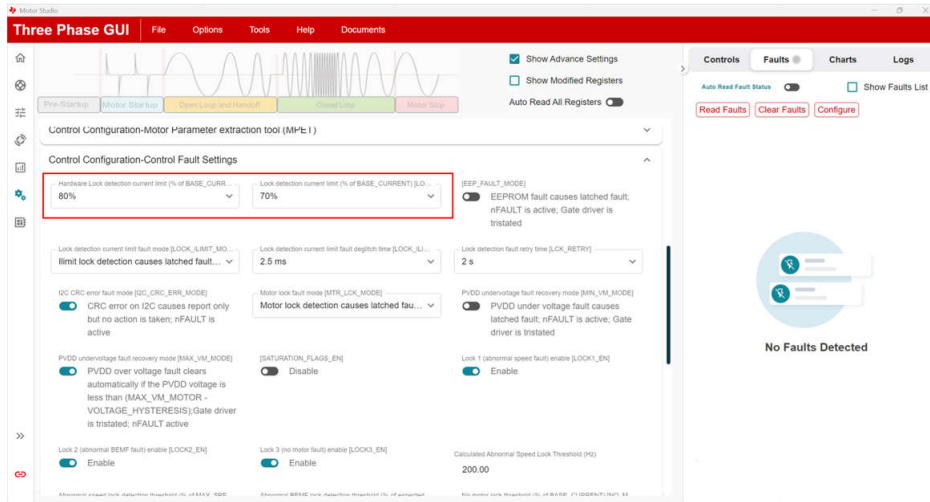 Motor Studio
Three Phase GUI
File
Options
Tools
Help
Documents
Show Advance Settings
Show Modified Registers
Auto Read All Registers
Pre-Startup
Motor Startup
Open Loop and Handoff
Closed Loop
Motor Stop
Controls
Faults
Charts
Logs
Auto Read Fault Status
Show Faults List
Read Faults
Clear Faults
Configure
Control Configuration-Motor Parameter extraction tool (MPET)
Control Configuration-Control Fault Settings
Hardware Lock detection current limit (% of BASE_CURR...
80%
Lock detection current limit (% of BASE_CURRENT) [LO...
70%
[EEP_FAULT_MODE]
EEPROM fault causes latched fault;
nFAULT is active; Gate driver is
tristated
Lock detection current limit fault mode [LOCK_ILIMIT_MO...
Ilimit lock detection causes latched fault...
Lock detection current limit fault deglitch time [LOCK_ILI...
2.5 ms
Lock detection fault retry time [LCK_RETRY]
2 s
I2C CRC error fault mode [I2C_CRC_ERR_MODE]
CRC error on I2C causes report only
but no action is taken; nFAULT is
active
Motor lock fault mode [MTR_LCK_MODE]
Motor lock detection causes latched fau...
PVDD undervoltage fault recovery mode [MIN_VM_MODE]
PVDD under voltage fault causes
latched fault; nFAULT is active; Gate
driver is tristated
PVDD undervoltage fault recovery mode [MAX_VM_MODE]
PVDD over voltage fault clears
automatically if the PVDD voltage is
less than (MAX_VM_MOTOR -
VOLTAGE_HYSTERESIS);Gate driver
is tristated; nFAULT active
[SATURATION_FLAGS_EN]
Disable
Lock 1 (abnormal speed fault) enable [LOCK1_EN]
Enable
Lock 2 (abnormal BEMF fault) enable [LOCK2_EN]
Enable
Lock 3 (no motor fault) enable [LOCK3_EN]
Enable
Calculated Abnormal Speed Lock Threshold (Hz)
200.00
No Faults Detected